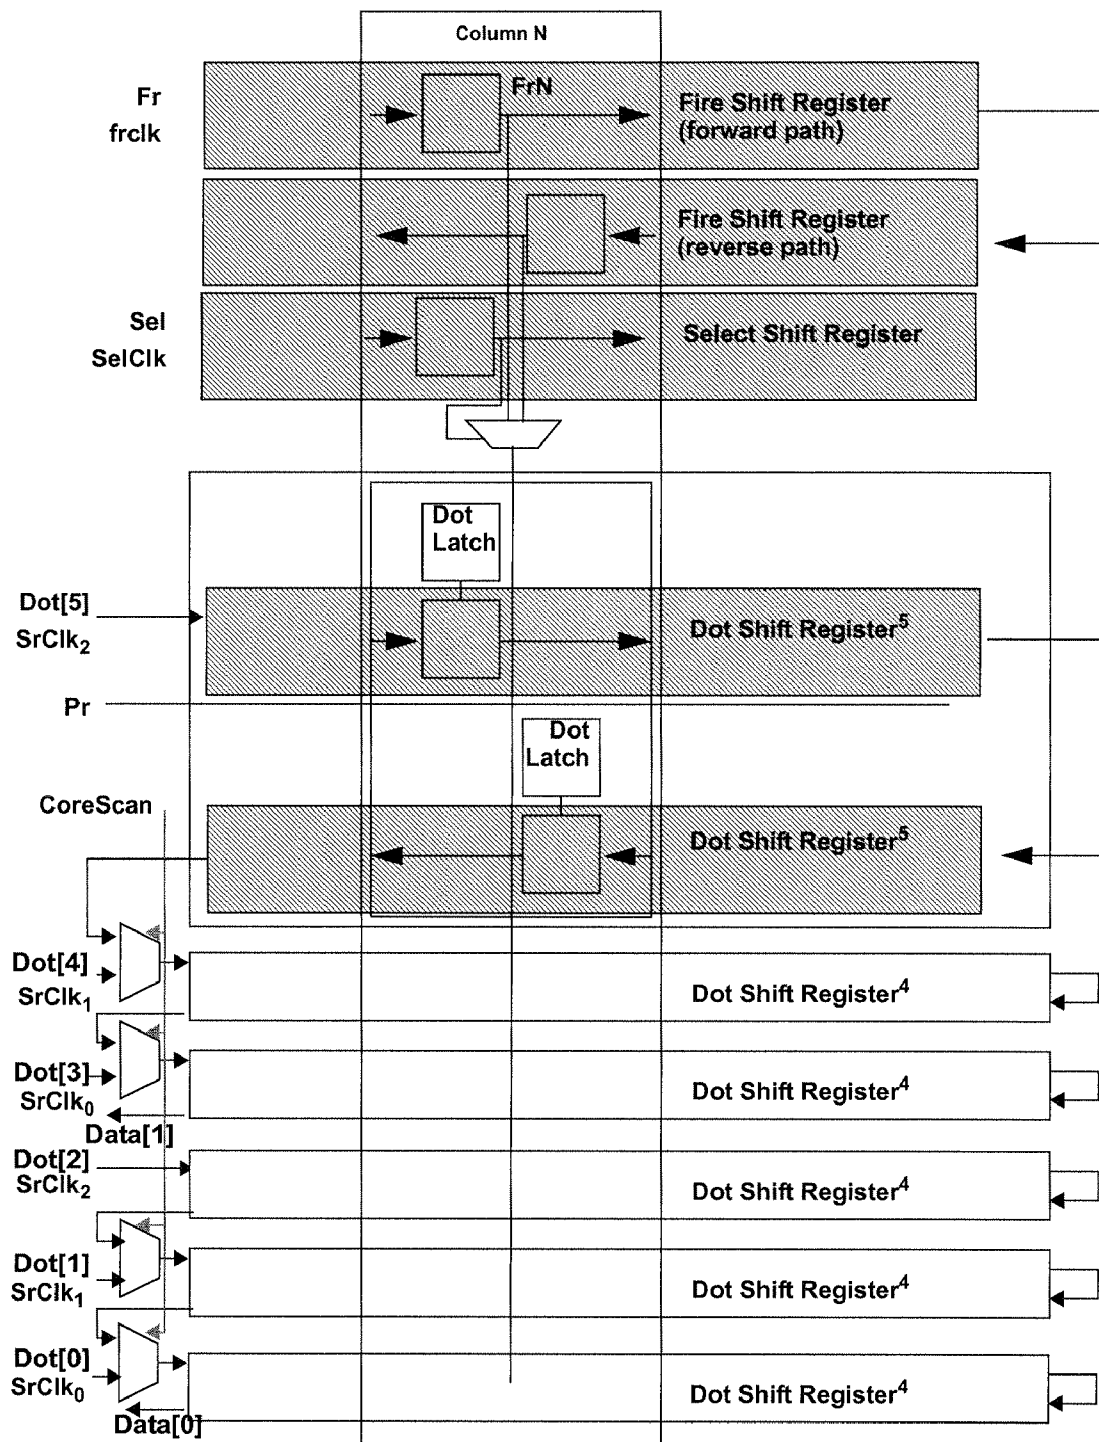 Column N
Fr
frclk
FrN
Fire Shift Register
(forward path)
Fire Shift Register
(reverse path)
Sel
SelClk
Select Shift Register
Dot
Latch
Dot[5]
SrClk₂
Dot Shift Register⁵
Pr
Dot
Latch
CoreScan
Dot Shift Register⁵
Dot[4]
SrClk₁
Dot Shift Register⁴
Dot[3]
SrClk₀
Dot Shift Register⁴
Data[1]
Dot[2]
SrClk₂
Dot Shift Register⁴
Dot[1]
SrClk₁
Dot Shift Register⁴
Dot[0]
SrClk₀
Dot Shift Register⁴
Data[0]